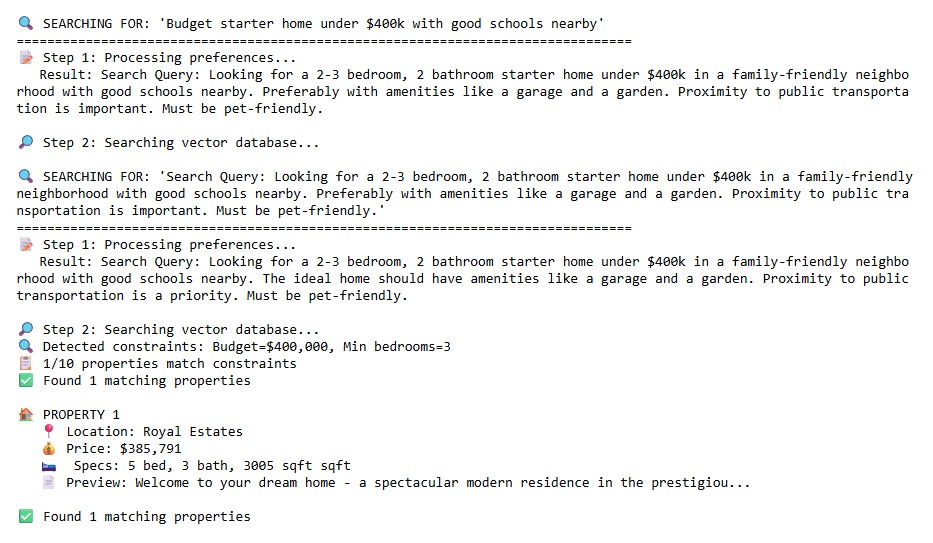 🔍 SEARCHING FOR: 'Budget starter home under $400k with good schools nearby'
================================================================================
📝 Step 1: Processing preferences...
   Result: Search Query: Looking for a 2-3 bedroom, 2 bathroom starter home under $400k in a family-friendly neighbo
rhood with good schools nearby. Preferably with amenities like a garage and a garden. Proximity to public transporta
tion is important. Must be pet-friendly.
🔎 Step 2: Searching vector database...
🔍 SEARCHING FOR: 'Search Query: Looking for a 2-3 bedroom, 2 bathroom starter home under $400k in a family-friendly
neighborhood with good schools nearby. Preferably with amenities like a garage and a garden. Proximity to public tra
nsportation is important. Must be pet-friendly.'
================================================================================
📝 Step 1: Processing preferences...
   Result: Search Query: Looking for a 2-3 bedroom, 2 bathroom starter home under $400k in a family-friendly neighbo
rhood with good schools nearby. The ideal home should have amenities like a garage and a garden. Proximity to public
transportation is a priority. Must be pet-friendly.
🔎 Step 2: Searching vector database...
🔍 Detected constraints: Budget=$400,000, Min bedrooms=3
📋 1/10 properties match constraints
✅ Found 1 matching properties
🏠 PROPERTY 1
   📍 Location: Royal Estates
   💰 Price: $385,791
   🛏️ Specs: 5 bed, 3 bath, 3005 sqft sqft
   📄 Preview: Welcome to your dream home - a spectacular modern residence in the prestigiou...
✅ Found 1 matching properties